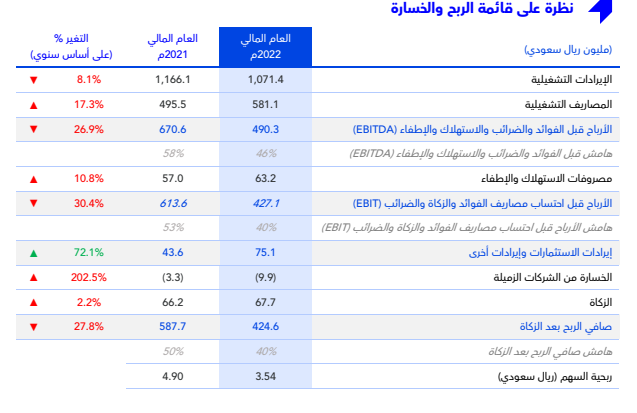 نظرة على قائمة الربح والخسارة
(مليون ريال سعودي) العام المالي 2022م العام المالي 2021م التغير % (على أساس سنوي)
الإيرادات التشغيلية 1,071.4 1,166.1 8.1% ▼
المصاريف التشغيلية 581.1 495.5 17.3% ▲
الأرباح قبل الفوائد والضرائب والاستهلاك والإطفاء (EBITDA) 490.3 670.6 26.9% ▼
هامش قبل الفوائد والضرائب والاستهلاك والإطفاء (EBITDA) 46% 58%
مصروفات الاستهلاك والإطفاء 63.2 57.0 10.8% ▲
الأرباح قبل احتساب مصاريف الفوائد والزكاة والضرائب (EBIT) 427.1 613.6 30.4% ▼
هامش الأرباح قبل احتساب مصاريف الفوائد والزكاة والضرائب (EBIT) 40% 53%
إيرادات الاستثمارات وإيرادات أخرى 75.1 43.6 72.1% ▲
الخسارة من الشركات الزميلة (9.9) (3.3) 202.5% ▲
الزكاة 67.7 66.2 2.2% ▲
صافي الربح بعد الزكاة 424.6 587.7 27.8% ▼
هامش صافي الربح بعد الزكاة 40% 50%
ربحية السهم (ريال سعودي) 3.54 4.90